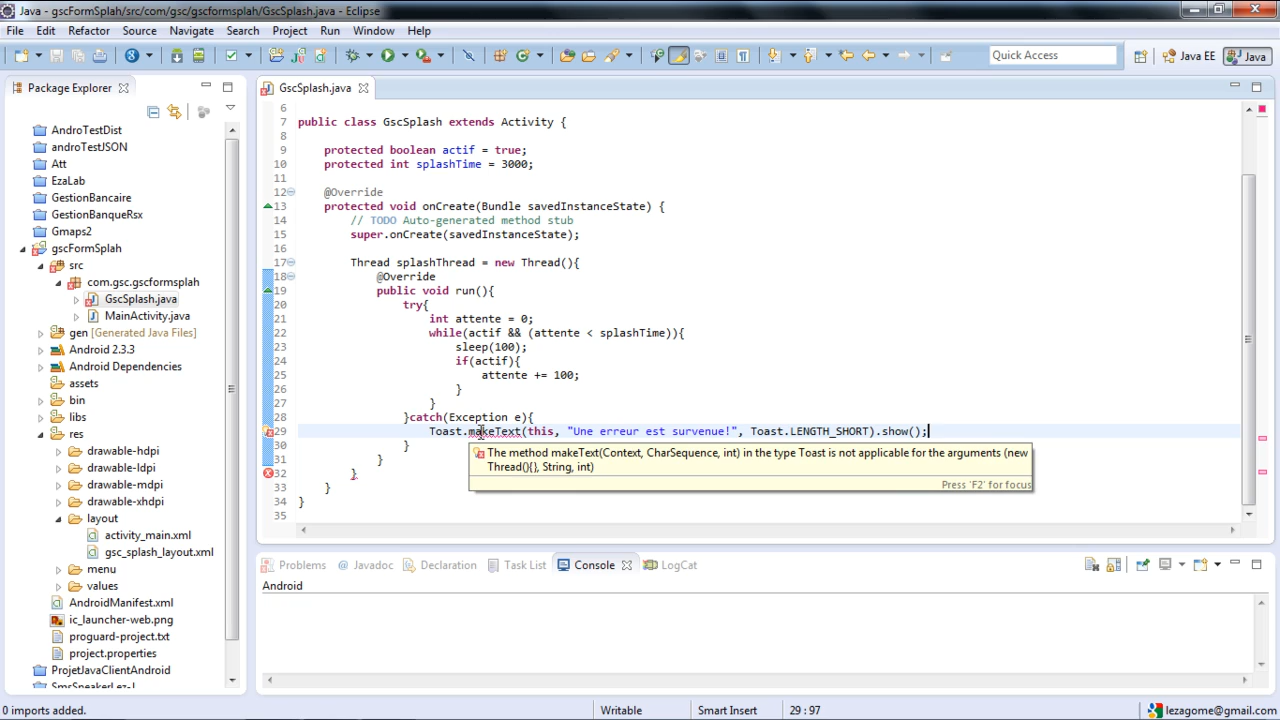 Java - gscFormSplah/src/com/gsc/gscformsplah/GscSplash.java - Eclipse
File Edit Refactor Source Navigate Search Project Run Window Help
Quick Access Java EE Java
Package Explorer
GscSplash.java
AndroTestDist
androTestJSON
Att
EzaLab
GestionBancaire
GestionBanqueRsx
Gmaps2
gscFormSplah
src
com.gsc.gscformsplah
GscSplash.java
MainActivity.java
gen [Generated Java Files]
Android 2.3.3
Android Dependencies
assets
bin
libs
res
drawable-hdpi
drawable-ldpi
drawable-mdpi
drawable-xhdpi
layout
activity_main.xml
gsc_splash_layout.xml
menu
values
AndroidManifest.xml
ic_launcher-web.png
proguard-project.txt
project.properties
ProjetJavaClientAndroid
6
7 public class GscSplash extends Activity {
8
9 protected boolean actif = true;
10 protected int splashTime = 3000;
11
12 @Override
13 protected void onCreate(Bundle savedInstanceState) {
14 // TODO Auto-generated method stub
15 super.onCreate(savedInstanceState);
16
17 Thread splashThread = new Thread(){
18 @Override
19 public void run(){
20 try{
21 int attente = 0;
22 while(actif && (attente < splashTime)){
23 sleep(100);
24 if(actif){
25 attente += 100;
26 }
27 }
28 }catch(Exception e){
29 Toast.makeText(this, "Une erreur est survenue!", Toast.LENGTH_SHORT).show();
30 }
31 }
32 }
33 }
34 }
35
The method makeText(Context, CharSequence, int) in the type Toast is not applicable for the arguments (new
Thread(){}, String, int)
Press 'F2' for focus
Problems Javadoc Declaration Task List Console LogCat
Android
0 imports added. Writable Smart Insert 29 : 97 lezagome@gmail.com